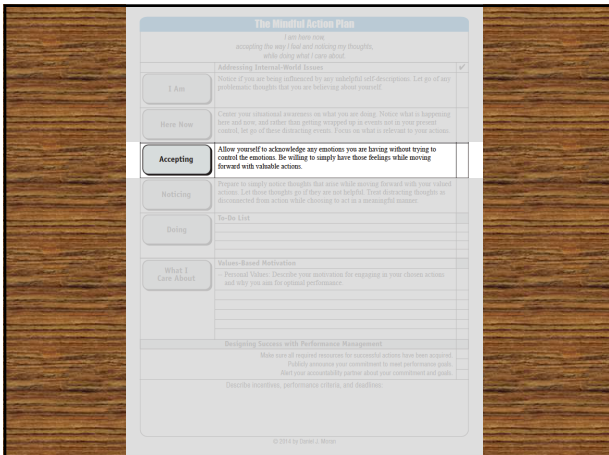 The Mindful Action Plan
I am here now,
accepting the way I feel and noticing my thoughts,
while doing what I care about.
Addressing Internal-World Issues ✔
I Am
Notice if you are being influenced by any unhelpful self-descriptions. Let go of any
problematic thoughts that you are believing about yourself.
Here Now
Center your situational awareness on what you are doing. Notice what is happening
here and now, and rather than getting wrapped up in events not in your present
control, let go of these distracting events. Focus on what is relevant to your actions.
Accepting
Allow yourself to acknowledge any emotions you are having without trying to
control the emotions. Be willing to simply have those feelings while moving
forward with valuable actions.
Noticing
Prepare to simply notice thoughts that arise while moving forward with your valued
actions. Let those thoughts go if they are not helpful. Treat distracting thoughts as
disconnected from action while choosing to act in a meaningful manner.
Doing
To-Do List
What I
Care About
Values-Based Motivation
~ Personal Values: Describe your motivation for engaging in your chosen actions
and why you aim for optimal performance.
Designing Success with Performance Management
Make sure all required resources for successful actions have been acquired.
Publicly announce your commitment to meet performance goals.
Alert your accountability partner about your commitment and goals.
Describe incentives, performance criteria, and deadlines:
© 2014 by Daniel J. Moran